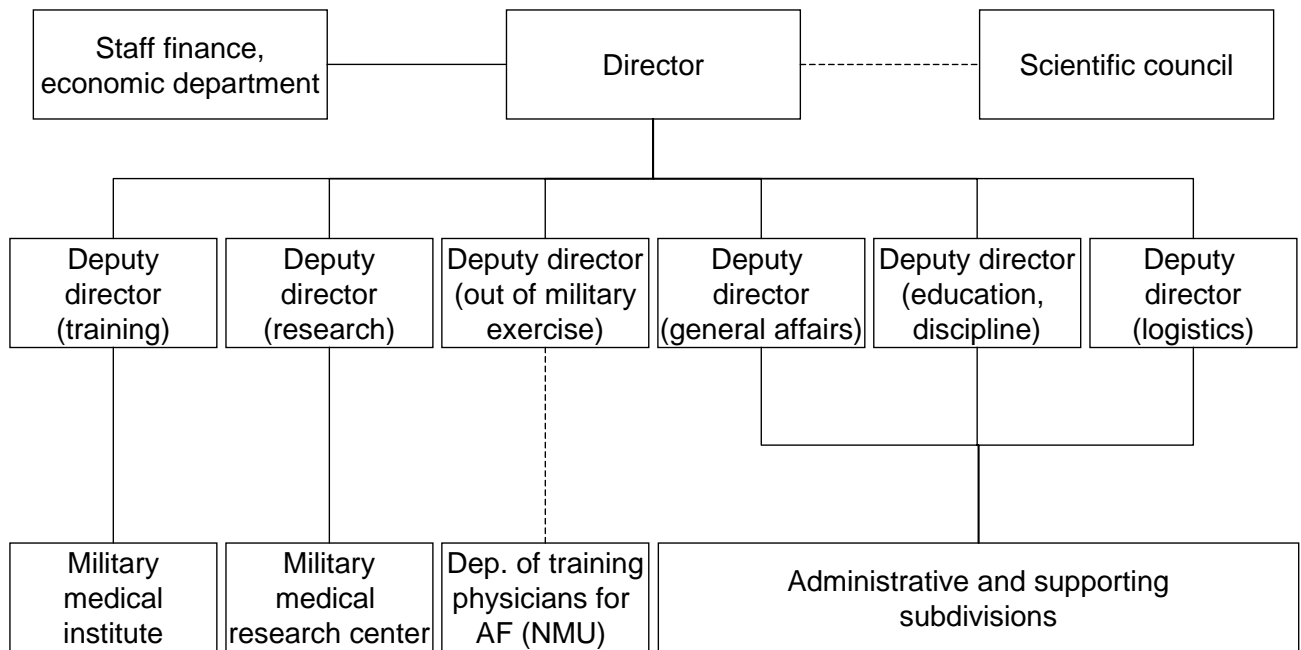 Staff finance,
economic department
Director
Scientific council
Deputy
director
(training)
Deputy
director
(research)
Deputy director
(out of military
exercise)
Deputy
director
(general affairs)
Deputy director
(education,
discipline)
Deputy
director
(logistics)
Military
medical
institute
Military
medical
research center
Dep. of training
physicians for
AF (NMU)
Administrative and supporting
subdivisions